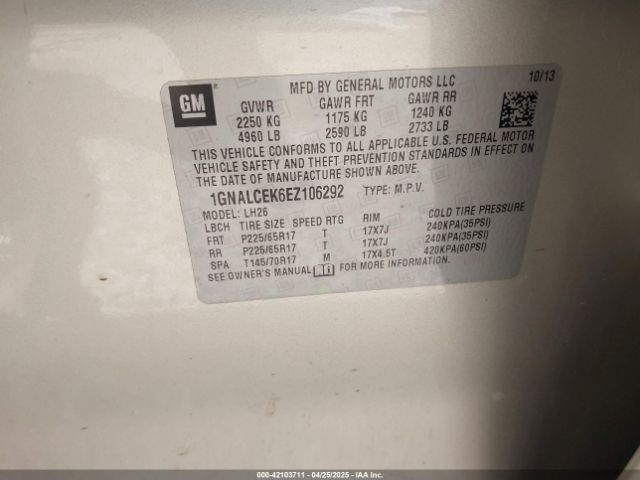 GM
MFD BY GENERAL MOTORS LLC 10/13
GVWR GAWR FRT GAWR RR
2250 KG 1175 KG 1240 KG
4960 LB 2590 LB 2733 LB
THIS VEHICLE CONFORMS TO ALL APPLICABLE U.S. FEDERAL MOTOR
VEHICLE SAFETY AND THEFT PREVENTION STANDARDS IN EFFECT ON
THE DATE OF MANUFACTURE SHOWN ABOVE.
1GNALCEK6EZ106292 TYPE: M.P.V.
MODEL: LH26
LBCH TIRE SIZE SPEED RTG RIM COLD TIRE PRESSURE
FRT P225/65R17 T 17X7J 240KPA(35PSI)
RR P225/65R17 T 17X7J 240KPA(35PSI)
SPA T145/70R17 M 17X4.5T 420KPA(60PSI)
SEE OWNER'S MANUAL FOR MORE INFORMATION.
000-42103711 - 04/25/2025 - IAA Inc.